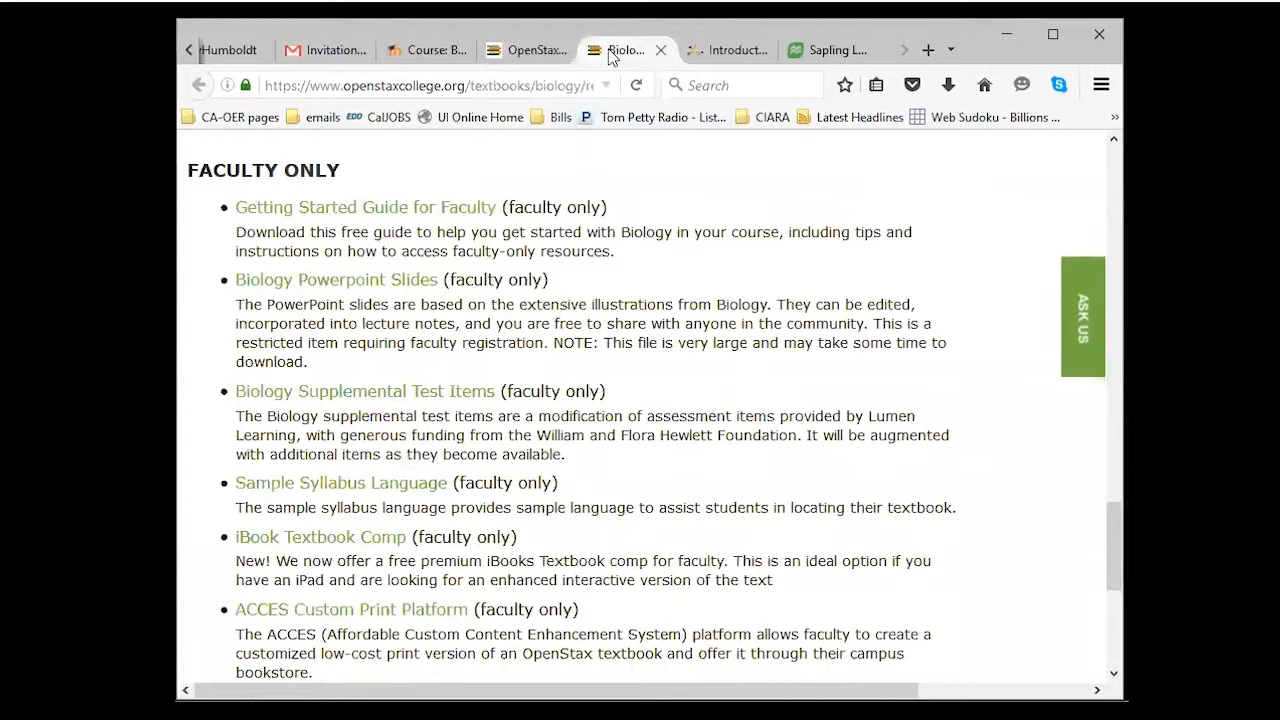 yHumboldt
Invitation...
Course: B...
OpenStax...
Biolo...
Introduct...
Sapling L...
https://www.openstaxcollege.org/textbooks/biology/re
Search
CA-OER pages
emails
EDD CalJOBS
UI Online Home
Bills
P Tom Petty Radio - List...
CIARA
Latest Headlines
Web Sudoku - Billions ...
FACULTY ONLY
Getting Started Guide for Faculty (faculty only)
Download this free guide to help you get started with Biology in your course, including tips and
instructions on how to access faculty-only resources.
Biology Powerpoint Slides (faculty only)
The PowerPoint slides are based on the extensive illustrations from Biology. They can be edited,
incorporated into lecture notes, and you are free to share with anyone in the community. This is a
restricted item requiring faculty registration. NOTE: This file is very large and may take some time to
download.
Biology Supplemental Test Items (faculty only)
The Biology supplemental test items are a modification of assessment items provided by Lumen
Learning, with generous funding from the William and Flora Hewlett Foundation. It will be augmented
with additional items as they become available.
Sample Syllabus Language (faculty only)
The sample syllabus language provides sample language to assist students in locating their textbook.
iBook Textbook Comp (faculty only)
New! We now offer a free premium iBooks Textbook comp for faculty. This is an ideal option if you
have an iPad and are looking for an enhanced interactive version of the text
ACCES Custom Print Platform (faculty only)
The ACCES (Affordable Custom Content Enhancement System) platform allows faculty to create a
customized low-cost print version of an OpenStax textbook and offer it through their campus
bookstore.
ASK US